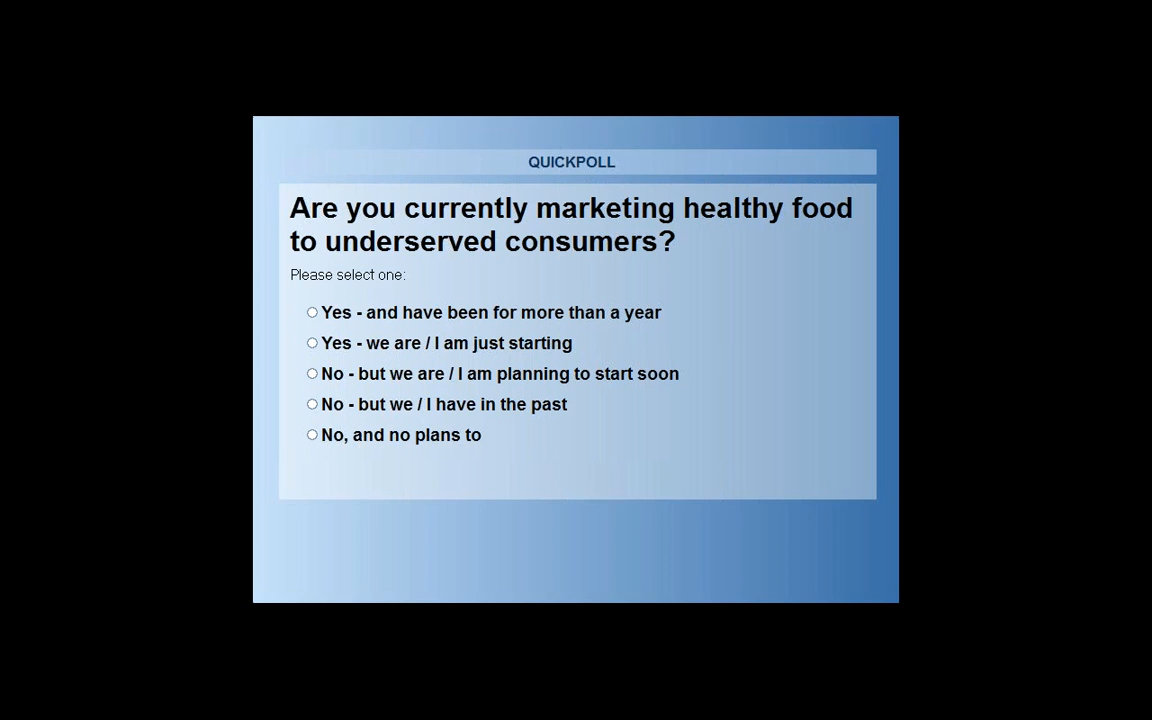 QUICKPOLL
Are you currently marketing healthy food
to underserved consumers?
Please select one:
Yes - and have been for more than a year
Yes - we are / I am just starting
No - but we are / I am planning to start soon
No - but we / I have in the past
No, and no plans to